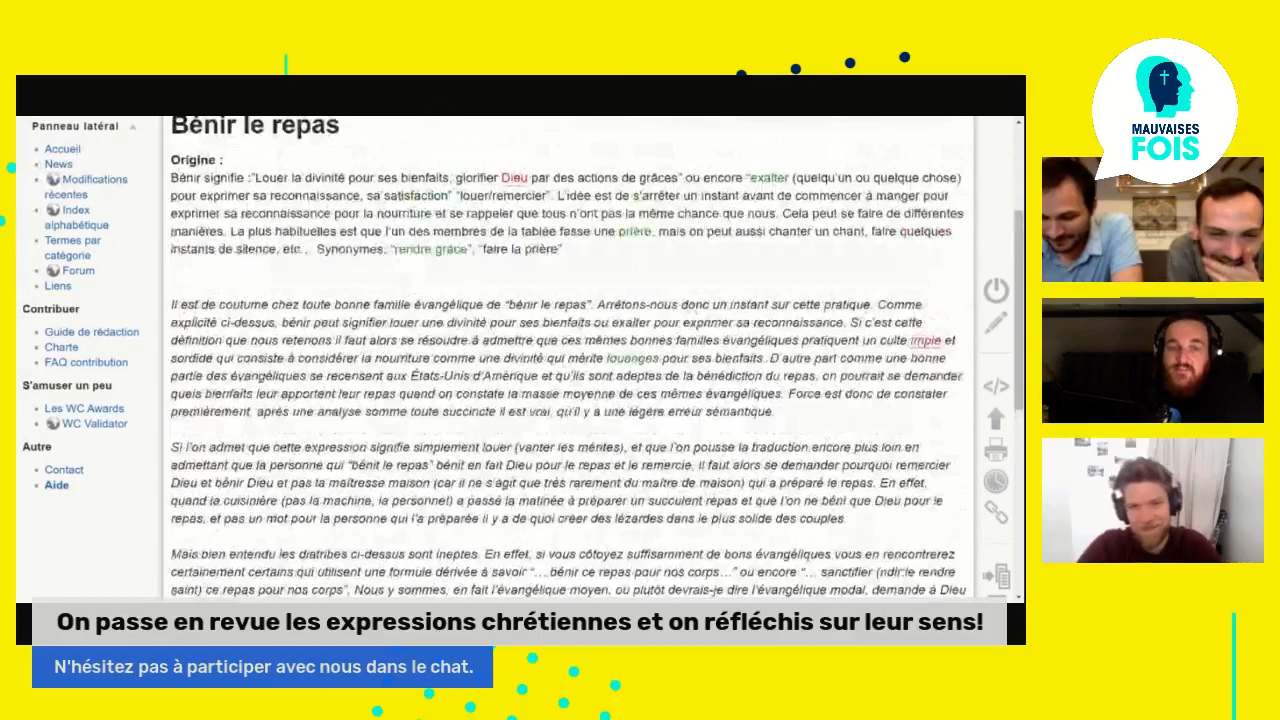 MAUVAISES
FOIS
Panneau latéral
Accueil
News
Modifications
récentes
Index
alphabétique
Termes par
catégorie
Forum
Liens
Contribuer
Guide de rédaction
Charte
FAQ contribution
S'amuser un peu
Les WC Awards
WC Validator
Autre
Contact
Aide
Bénir le repas
Origine :
Bénir signifie :"Louer la divinité pour ses bienfaits, glorifier Dieu par des actions de grâces" ou encore "exalter (quelqu'un ou quelque chose)
pour exprimer sa reconnaissance, sa satisfaction" "louer/remercier". L'idée est de s'arrêter un instant avant de commencer à manger pour
exprimer sa reconnaissance pour la nourriture et se rappeler que tous n'ont pas la même chance que nous. Cela peut se faire de différentes
manières. La plus habituelles est que l'un des membres de la tablée fasse une prière, mais on peut aussi chanter un chant, faire quelques
instants de silence, etc... Synonymes: "rendre grâce", "faire la prière"
Il est de coutume chez toute bonne famille évangélique de "bénir le repas". Arrêtons-nous donc un instant sur cette pratique. Comme
explicité ci-dessus, bénir peut signifier louer une divinité pour ses bienfaits ou exalter pour exprimer sa reconnaissance. Si c'est cette
définition que nous retenons il faut alors se résoudre à admettre que ces mêmes bonnes familles évangéliques pratiquent un culte impie et
sordide qui consiste à considérer la nourriture comme une divinité qui mérite louanges pour ses bienfaits. D'autre part comme une bonne
partie des évangéliques se recensent aux États-Unis d'Amérique et qu'ils sont adeptes de la bénédiction du repas, on pourrait se demander
quels bienfaits leur apportent leur repas quand on constate la masse moyenne de ces mêmes évangéliques. Force est donc de constater
premièrement, après une analyse somme toute succincte il est vrai, qu'il y a une légère erreur sémantique.
Si l'on admet que cette expression signifie simplement louer (vanter les mérites), et que l'on pousse la traduction encore plus loin en
admettant que la personne qui "bénit le repas" bénit en fait Dieu pour le repas et le remercie, il faut alors se demander pourquoi remercier
Dieu et bénir Dieu et pas la maîtresse maison (car il ne s'agit que très rarement du maître de maison) qui a préparé le repas. En effet,
quand la cuisinière (pas la machine, la personnel) a passé la matinée à préparer un succulent repas et que l'on ne béni que Dieu pour le
repas, et pas un mot pour la personne qui l'a préparée il y a de quoi créer des lézardes dans le plus solide des couples.
Mais bien entendu les diatribes ci-dessus sont ineptes. En effet, si vous côtoyez suffisamment de bons évangéliques vous en rencontrerez
certainement certains qui utilisent une formule dérivée à savoir "... bénir ce repas pour nos corps..." ou encore "... sanctifier (ndlr:le rendre
saint) ce repas pour nos corps", Nous y sommes, en fait l'évangélique moyen, ou plutôt devrais-je dire l'évangélique modal, demande à Dieu
On passe en revue les expressions chrétiennes et on réfléchis sur leur sens!
N'hésitez pas à participer avec nous dans le chat.